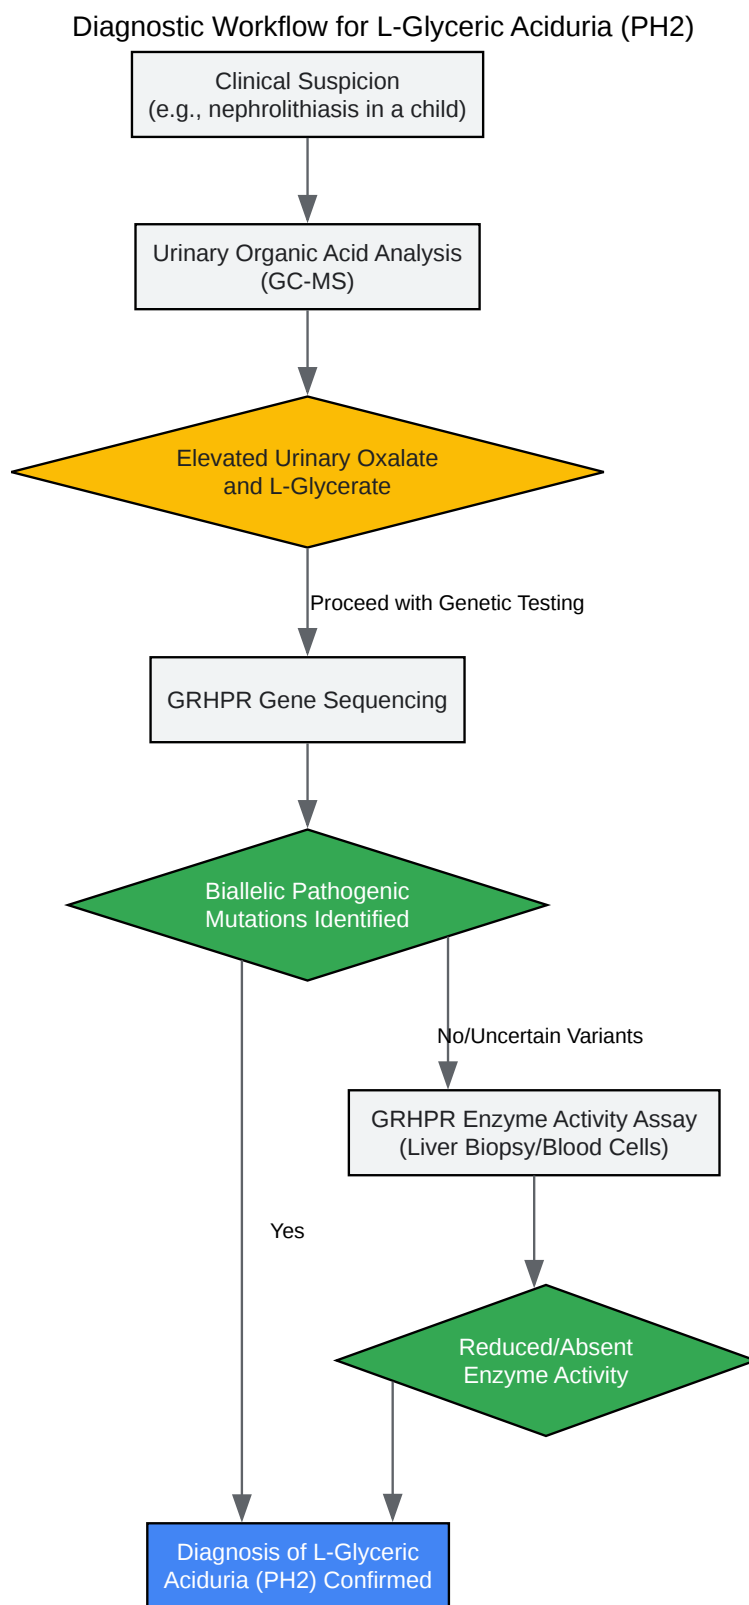 Diagnostic Workflow for L-Glyceric Aciduria (PH2)
Clinical Suspicion
(e.g., nephrolithiasis in a child)
Urinary Organic Acid Analysis
(GC-MS)
Elevated Urinary Oxalate
and L-Glycerate
Proceed with Genetic Testing
GRHPR Gene Sequencing
Biallelic Pathogenic
Mutations Identified
No/Uncertain Variants
GRHPR Enzyme Activity Assay
(Liver Biopsy/Blood Cells)
Yes
Reduced/Absent
Enzyme Activity
Diagnosis of L-Glyceric
Aciduria (PH2) Confirmed